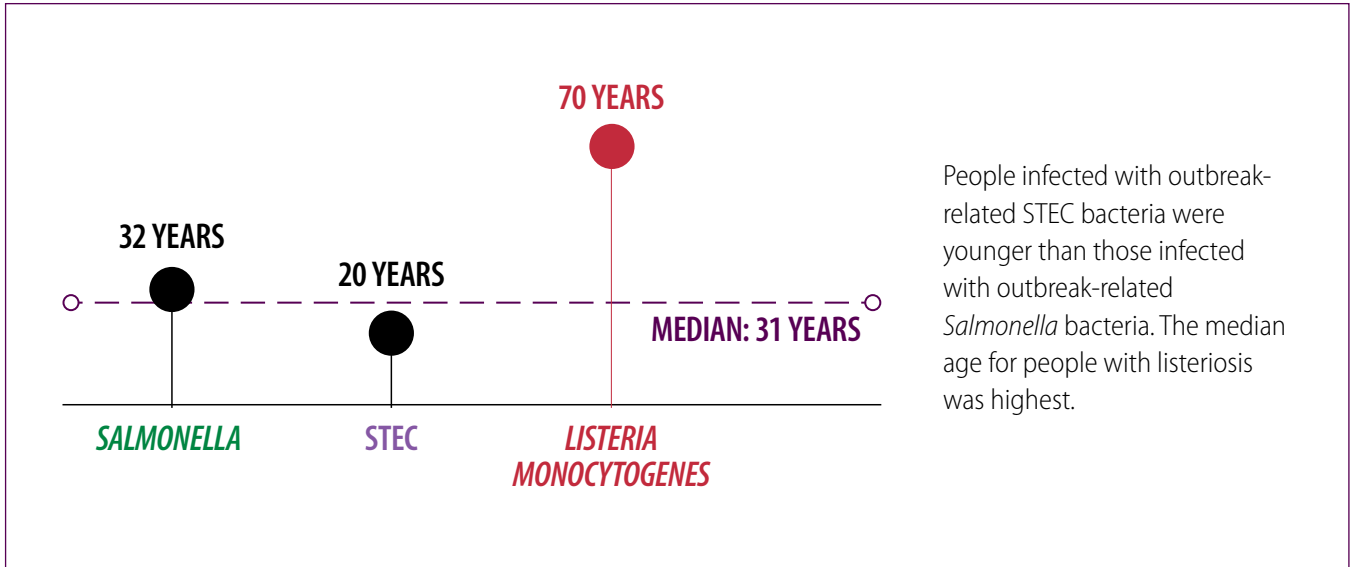 70 YEARS
32 YEARS
20 YEARS
MEDIAN: 31 YEARS
SALMONELLA
STEC
LISTERIA
MONOCYTOGENES
People infected with outbreak-
related STEC bacteria were
younger than those infected
with outbreak-related
Salmonella bacteria. The median
age for people with listeriosis
was highest.